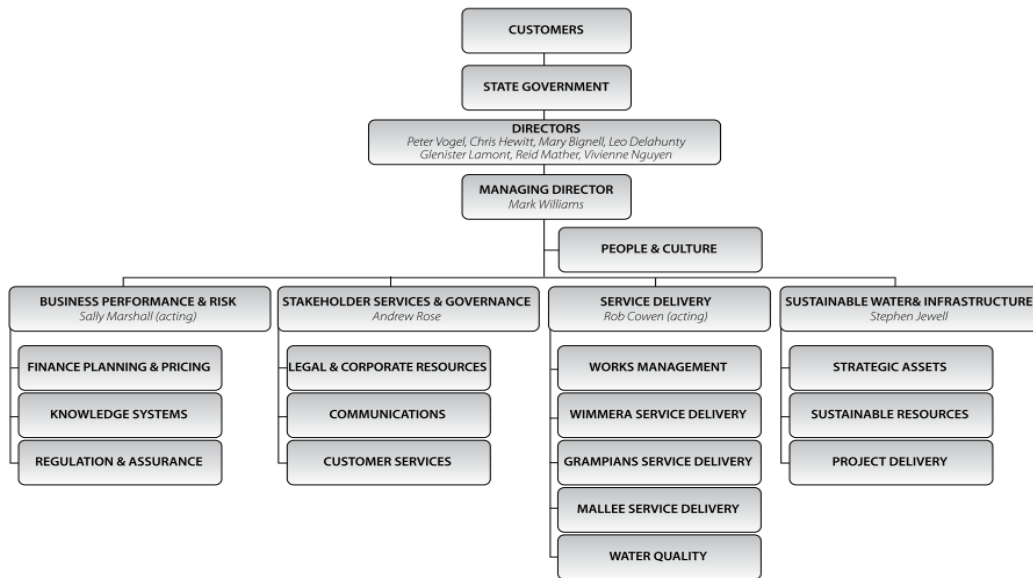 CUSTOMERS
STATE GOVERNMENT
DIRECTORS
Peter Vogel, Chris Hewitt, Mary Bignell, Leo Delahunty
Glenister Lamont, Reid Mather, Vivienne Nguyen
MANAGING DIRECTOR
Mark Williams
PEOPLE & CULTURE
BUSINESS PERFORMANCE & RISK
Sally Marshall (acting)
FINANCE PLANNING & PRICING
KNOWLEDGE SYSTEMS
REGULATION & ASSURANCE
STAKEHOLDER SERVICES & GOVERNANCE
Andrew Rose
LEGAL & CORPORATE RESOURCES
COMMUNICATIONS
CUSTOMER SERVICES
SERVICE DELIVERY
Rob Cowen (acting)
WORKS MANAGEMENT
WIMMERA SERVICE DELIVERY
GRAMPIANS SERVICE DELIVERY
MALLEE SERVICE DELIVERY
WATER QUALITY
SUSTAINABLE WATER& INFRASTRUCTURE
Stephen Jewell
STRATEGIC ASSETS
SUSTAINABLE RESOURCES
PROJECT DELIVERY